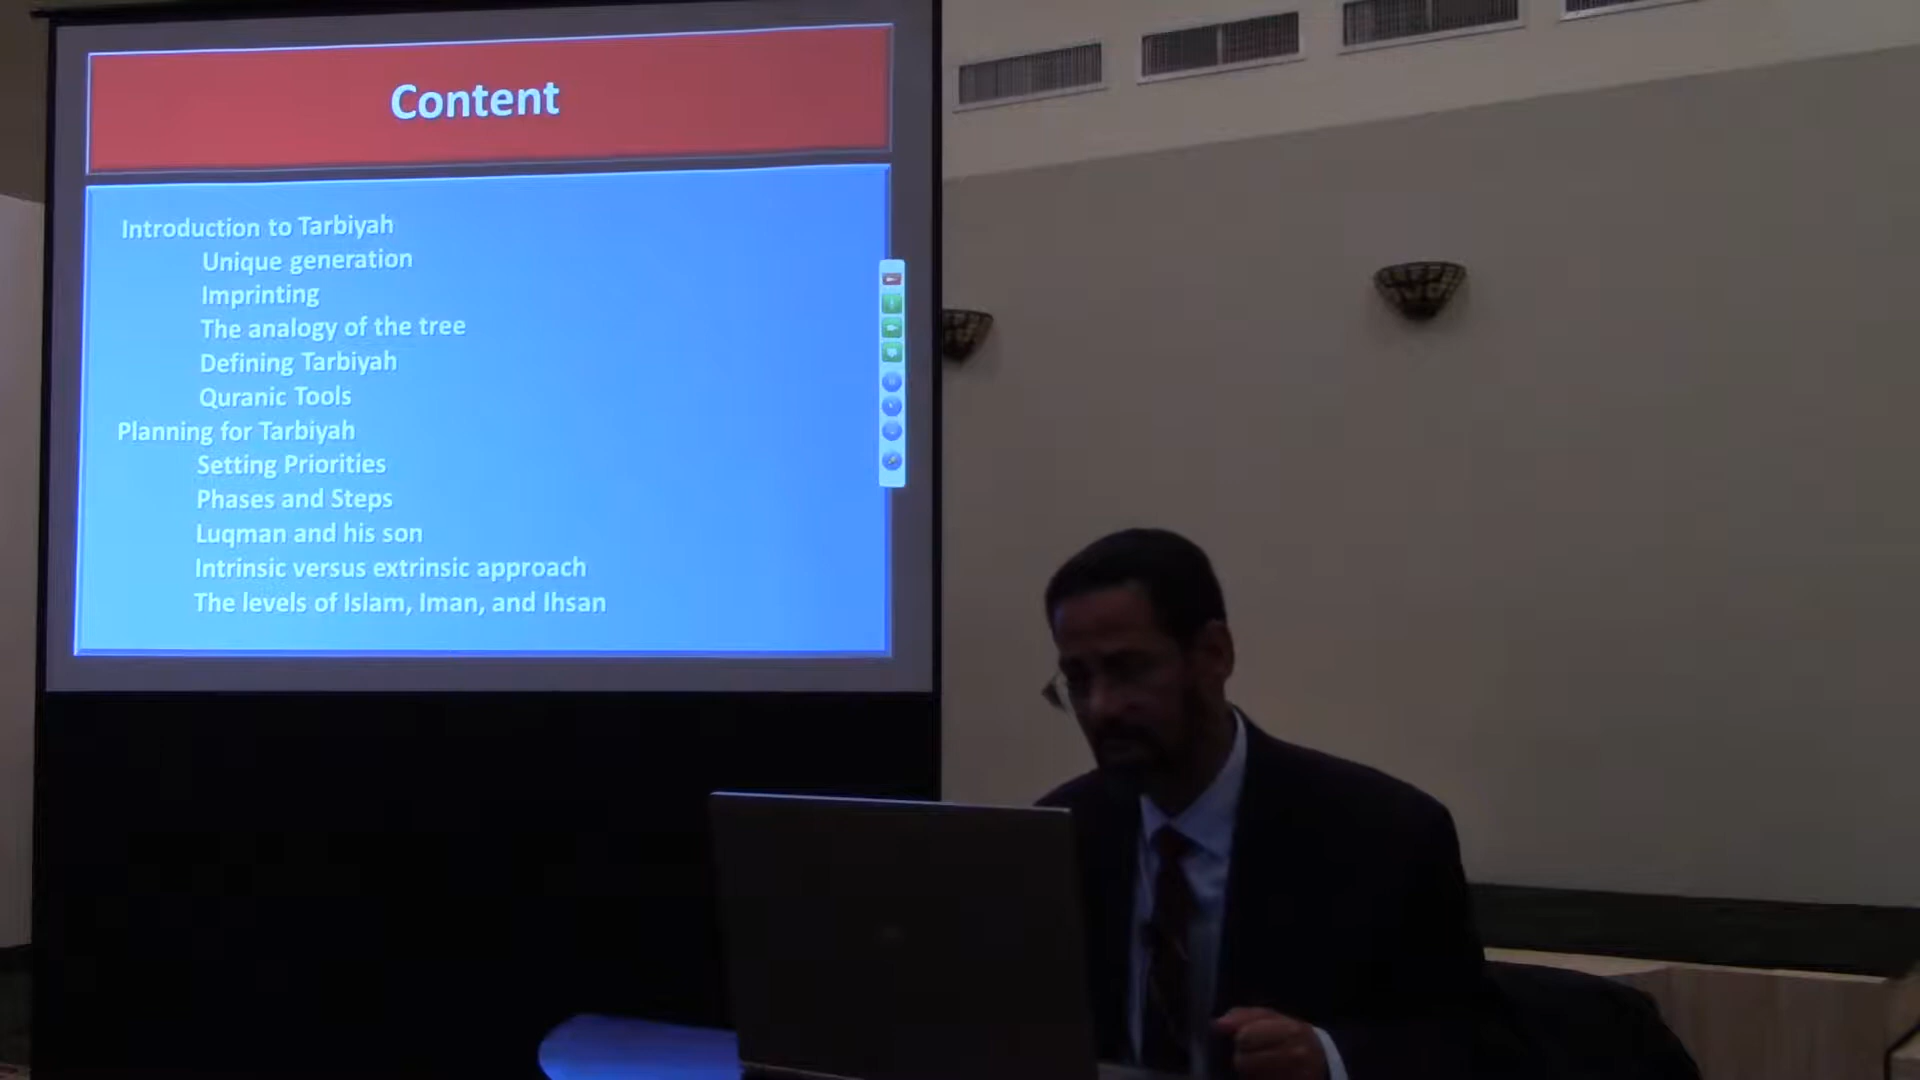 Content
Introduction to Tarbiyah
Unique generation
Imprinting
The analogy of the tree
Defining Tarbiyah
Quranic Tools
Planning for Tarbiyah
Setting Priorities
Phases and Steps
Luqman and his son
Intrinsic versus extrinsic approach
The levels of Islam, Iman, and Ihsan